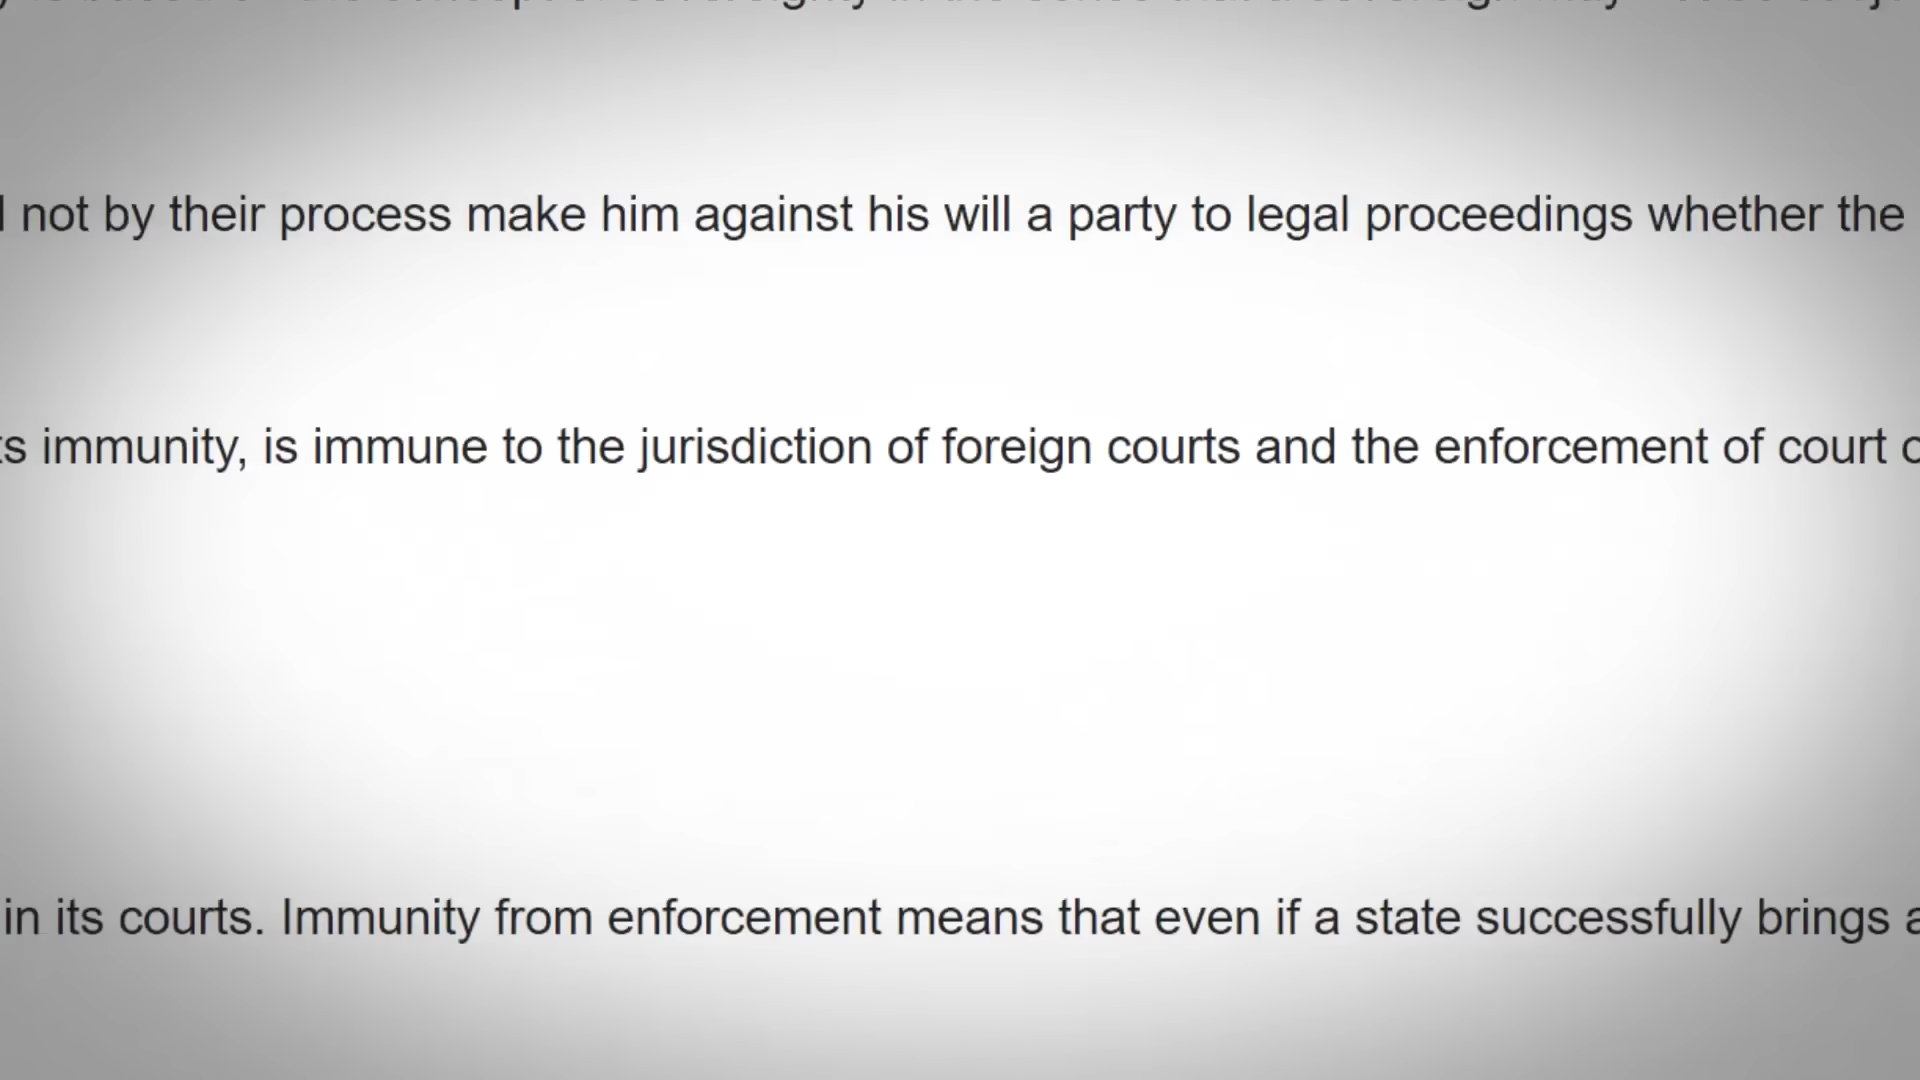 not by their process make him against his will a party to legal proceedings whether the
immunity, is immune to the jurisdiction of foreign courts and the enforcement of court
in its courts. Immunity from enforcement means that even if a state successfully brings